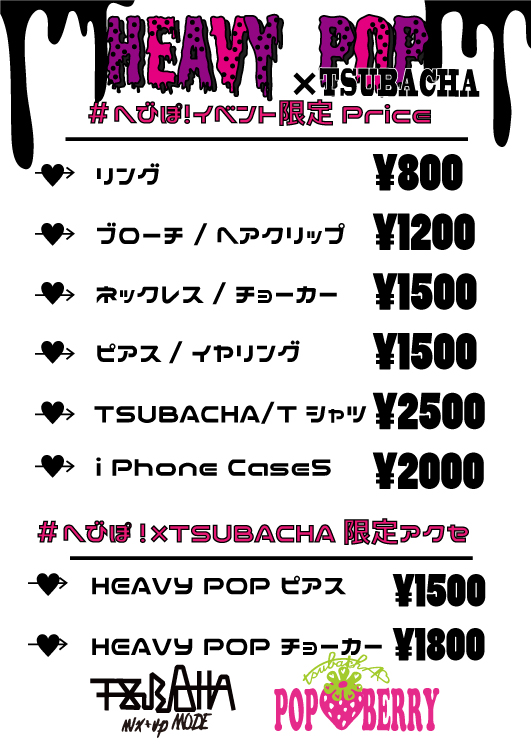 HEAVY POP
×TSUBACHA
#へびぽ!イベント限定 Price
リング ¥800
ブローチ / ヘアクリップ ¥1200
ネックレス / チョーカー ¥1500
ピアス / イヤリング ¥1500
TSUBACHA/T シャツ ¥2500
i Phone CaseS ¥2000
#へびぽ!×TSUBACHA 限定アクセ
HEAVY POP ピアス ¥1500
HEAVY POP チョーカー ¥1800
mix+up MODE
POP BERRY